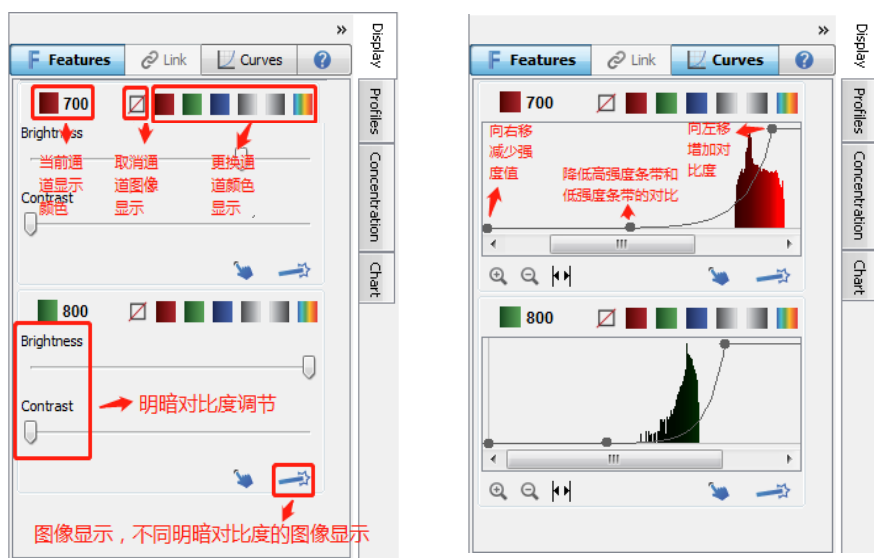 »
Features
Link
Curves
?
Display
Profiles
Concentration
Chart
700
Brightness
当前通
道显示
颜色
取消通
道图像
显示
更换通
道颜色
显示
Contrast
800
Brightness
Contrast
明暗对比度调节
图像显示，不同明暗对比度的图像显示
»
Features
Link
Curves
?
Display
Profiles
Concentration
Chart
700
向右移
减少强
度值
降低高强度条带和
低强度条带的对比
向左移
增加对
比度
800